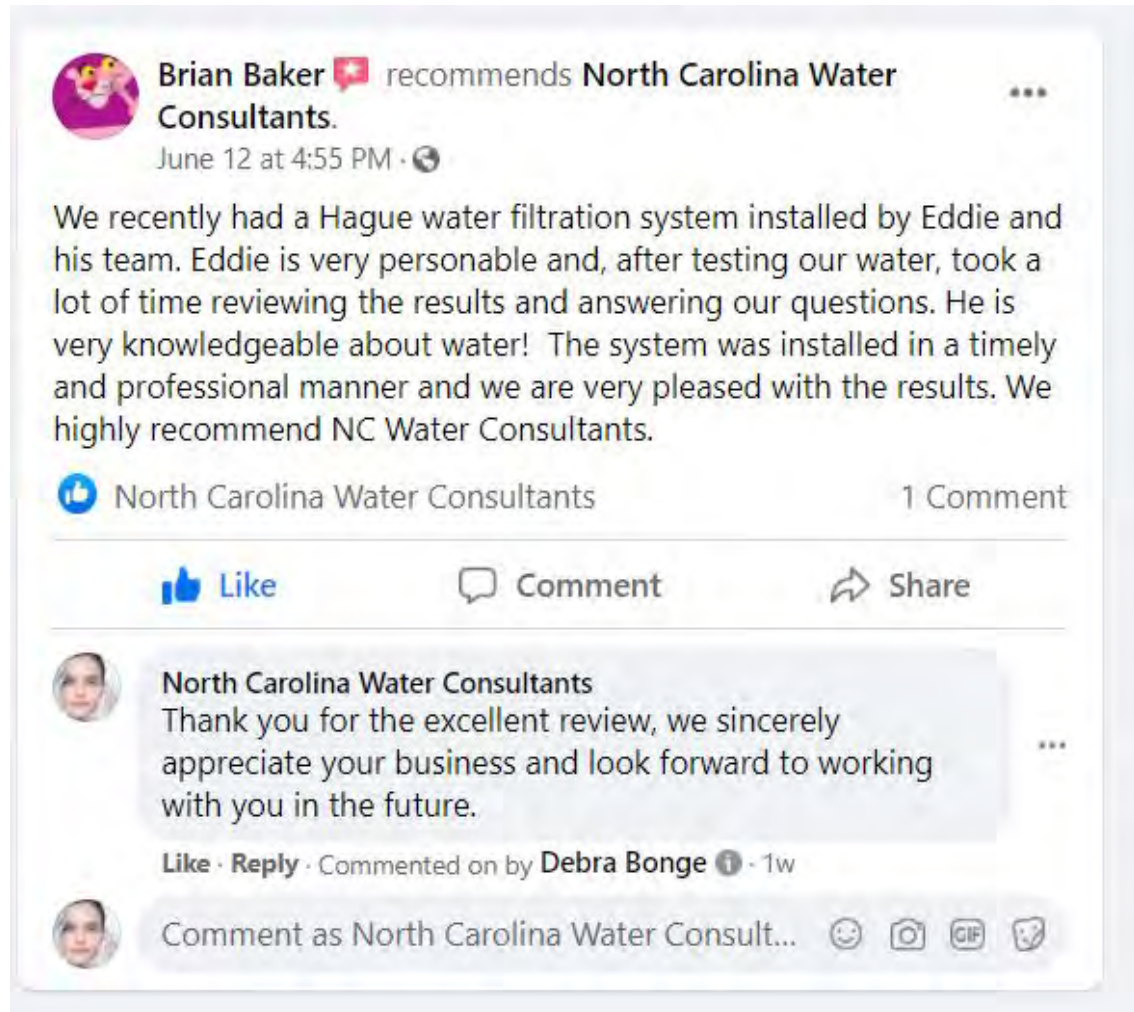 Brian Baker recommends North Carolina Water
Consultants.
June 12 at 4:55 PM ·
We recently had a Hague water filtration system installed by Eddie and
his team. Eddie is very personable and, after testing our water, took a
lot of time reviewing the results and answering our questions. He is
very knowledgeable about water!  The system was installed in a timely
and professional manner and we are very pleased with the results. We
highly recommend NC Water Consultants.
North Carolina Water Consultants 1 Comment
Like Comment Share
North Carolina Water Consultants
Thank you for the excellent review, we sincerely
appreciate your business and look forward to working
with you in the future.
Like · Reply · Commented on by Debra Bonge · 1w
Comment as North Carolina Water Consult... GIF